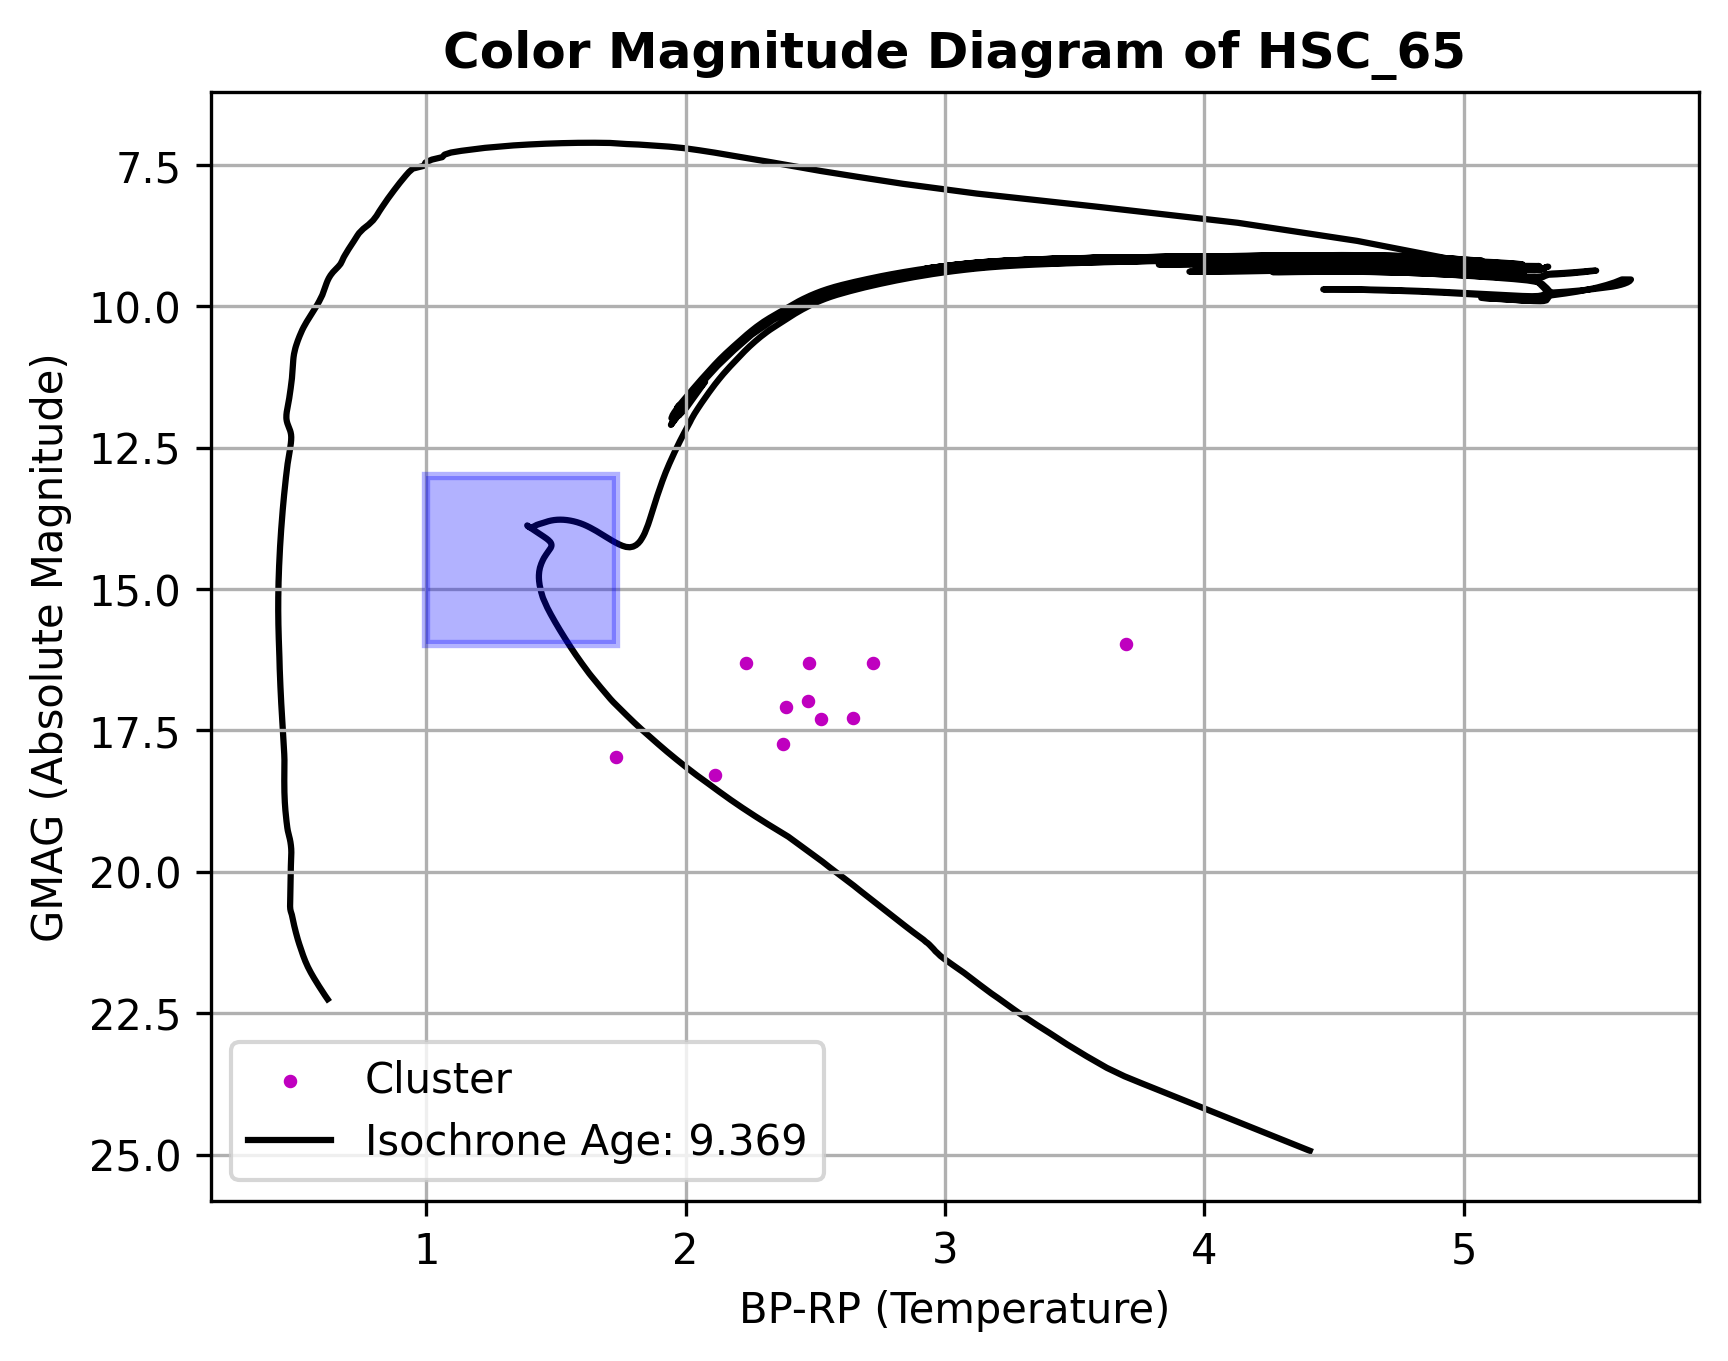 Color Magnitude Diagram of HSC_65
GMAG (Absolute Magnitude)
7.5
10.0
12.5
15.0
17.5
20.0
22.5
25.0
Cluster
Isochrone Age: 9.369
1 2 3 4 5
BP-RP (Temperature)